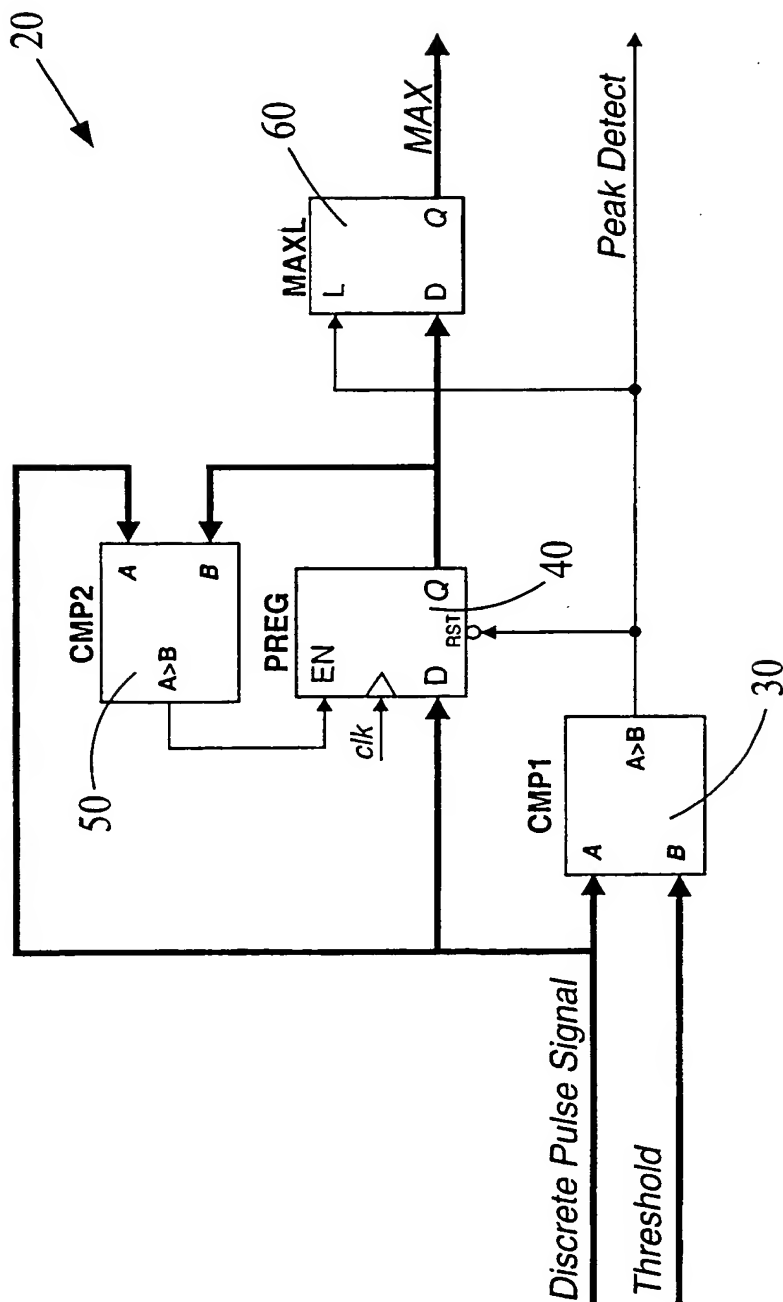 20
60
MAXL
L
D
Q
MAX
CMP2
A
B
A>B
50
PREG
EN
clk
D
Q
RST
40
CMP1
A
B
A>B
30
Peak Detect
Discrete Pulse Signal
Threshold